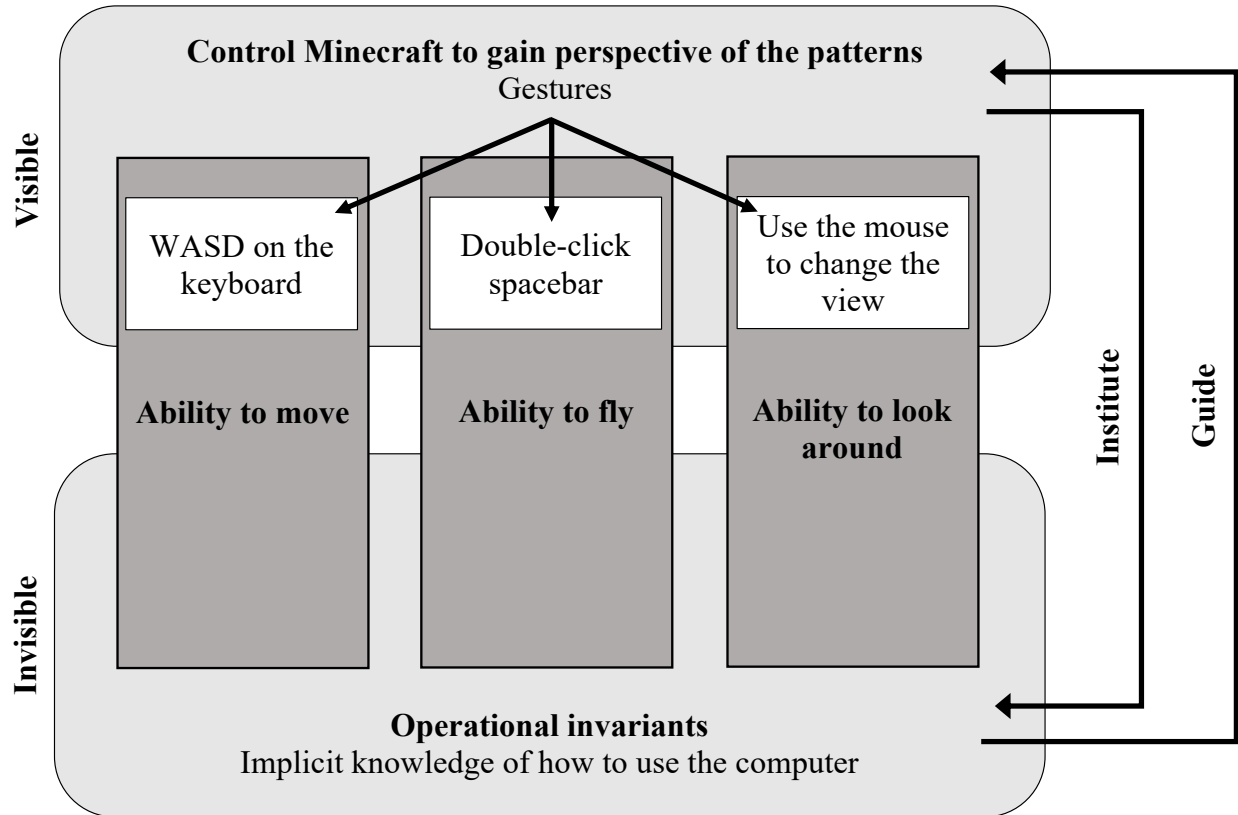 Control Minecraft to gain perspective of the patterns
Gestures
Visible
WASD on the
keyboard
Double-click
spacebar
Use the mouse
to change the
view
Ability to move
Ability to fly
Ability to look
around
Institute
Guide
Invisible
Operational invariants
Implicit knowledge of how to use the computer